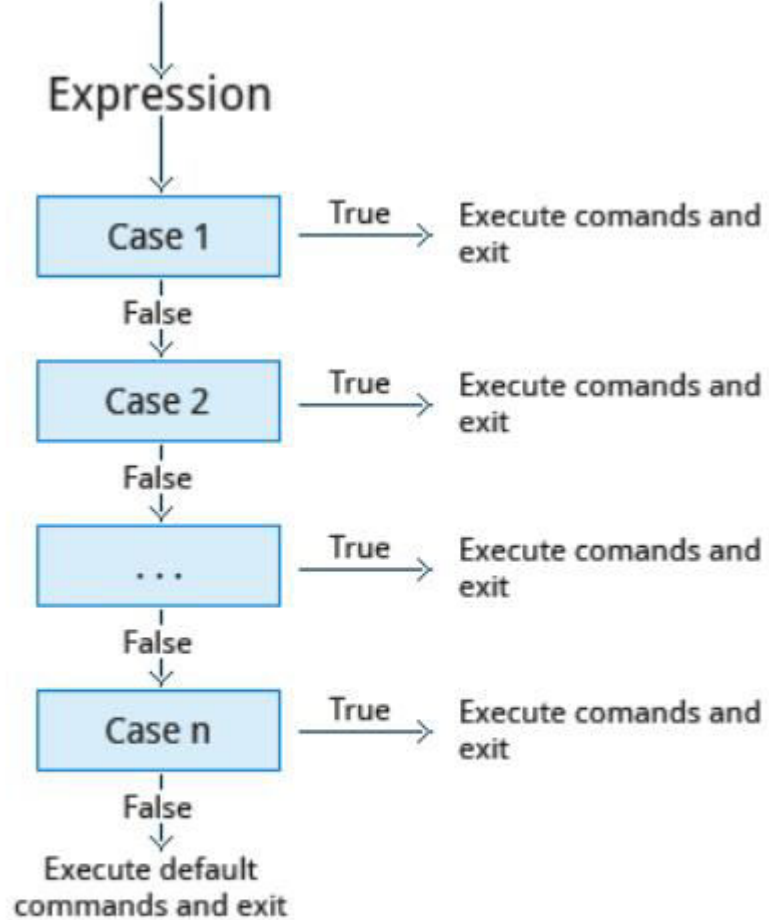 Expression
Case 1
True
Execute comands and
exit
False
Case 2
True
Execute comands and
exit
False
...
True
Execute comands and
exit
False
Case n
True
Execute comands and
exit
False
Execute default
commands and exit